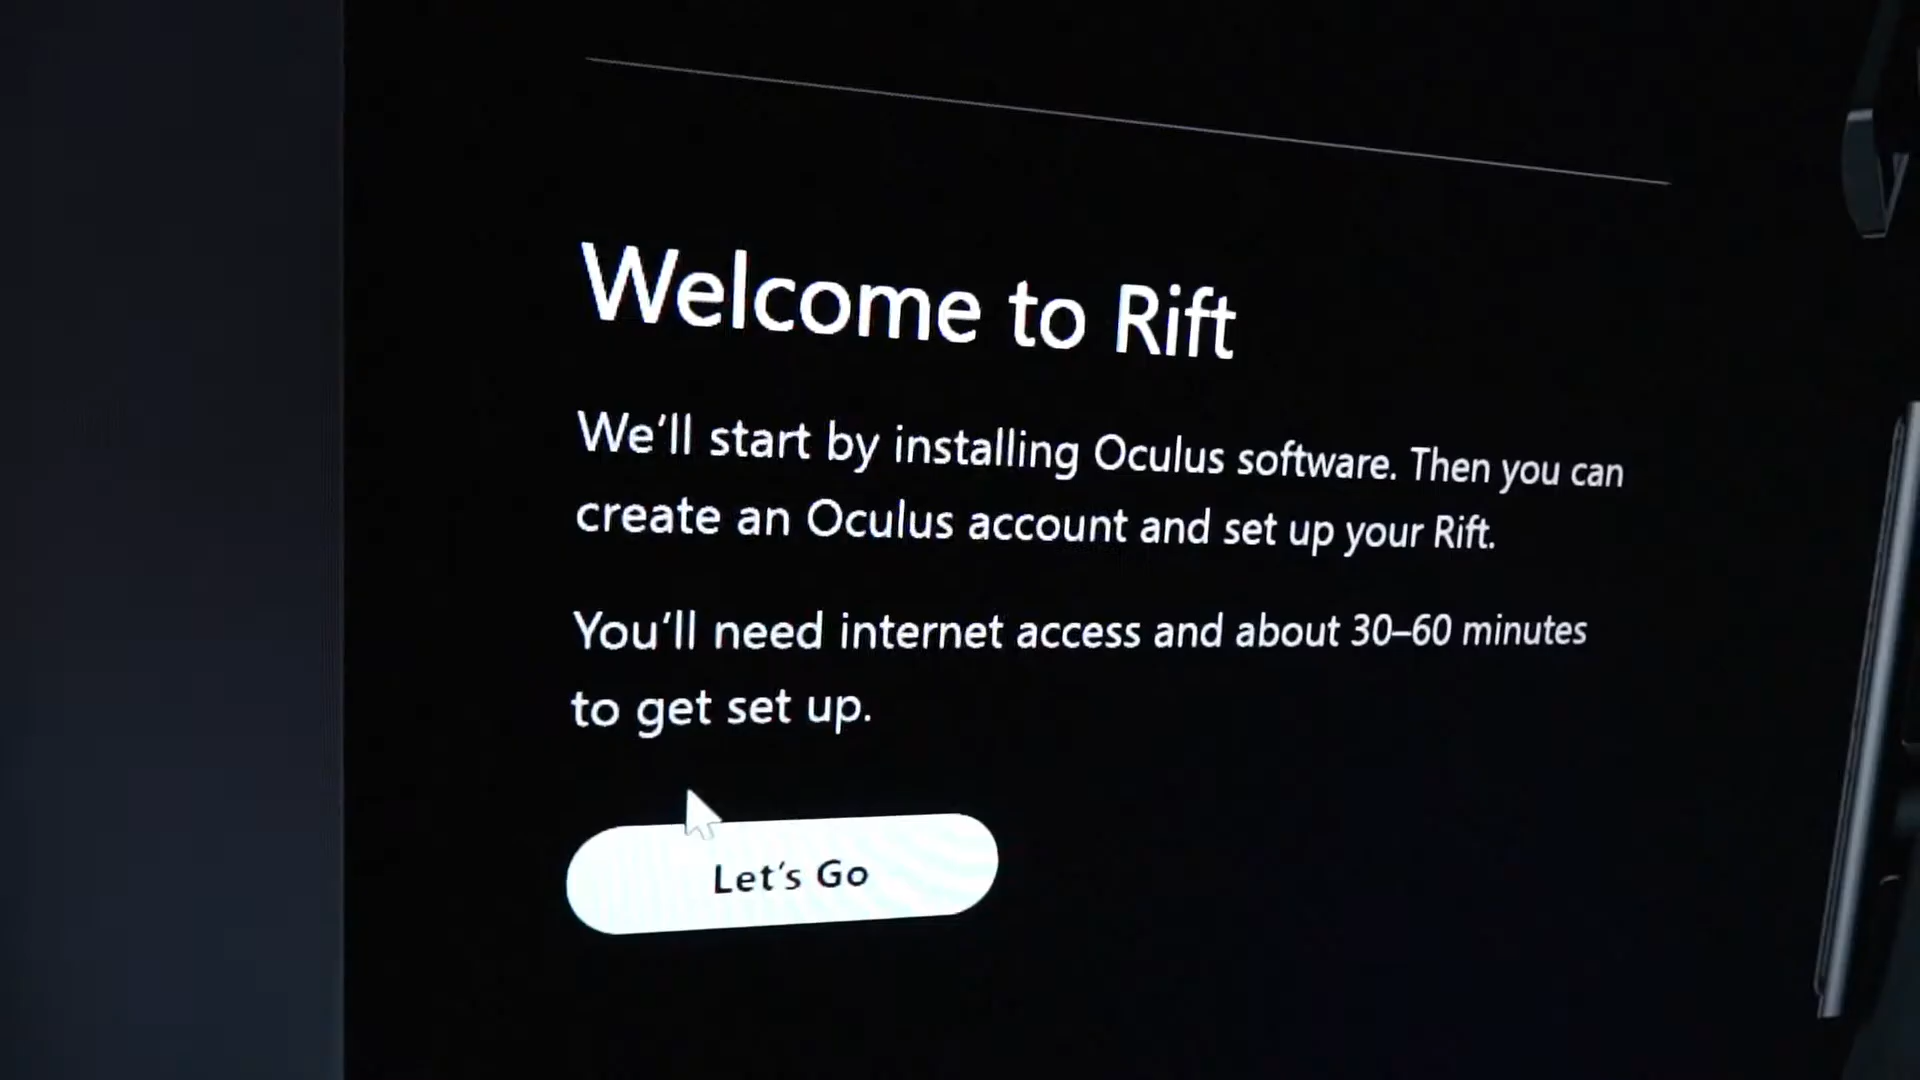 Welcome to Rift
We'll start by installing Oculus software. Then you can
create an Oculus account and set up your Rift.
You'll need internet access and about 30–60 minutes
to get set up.
Let's Go